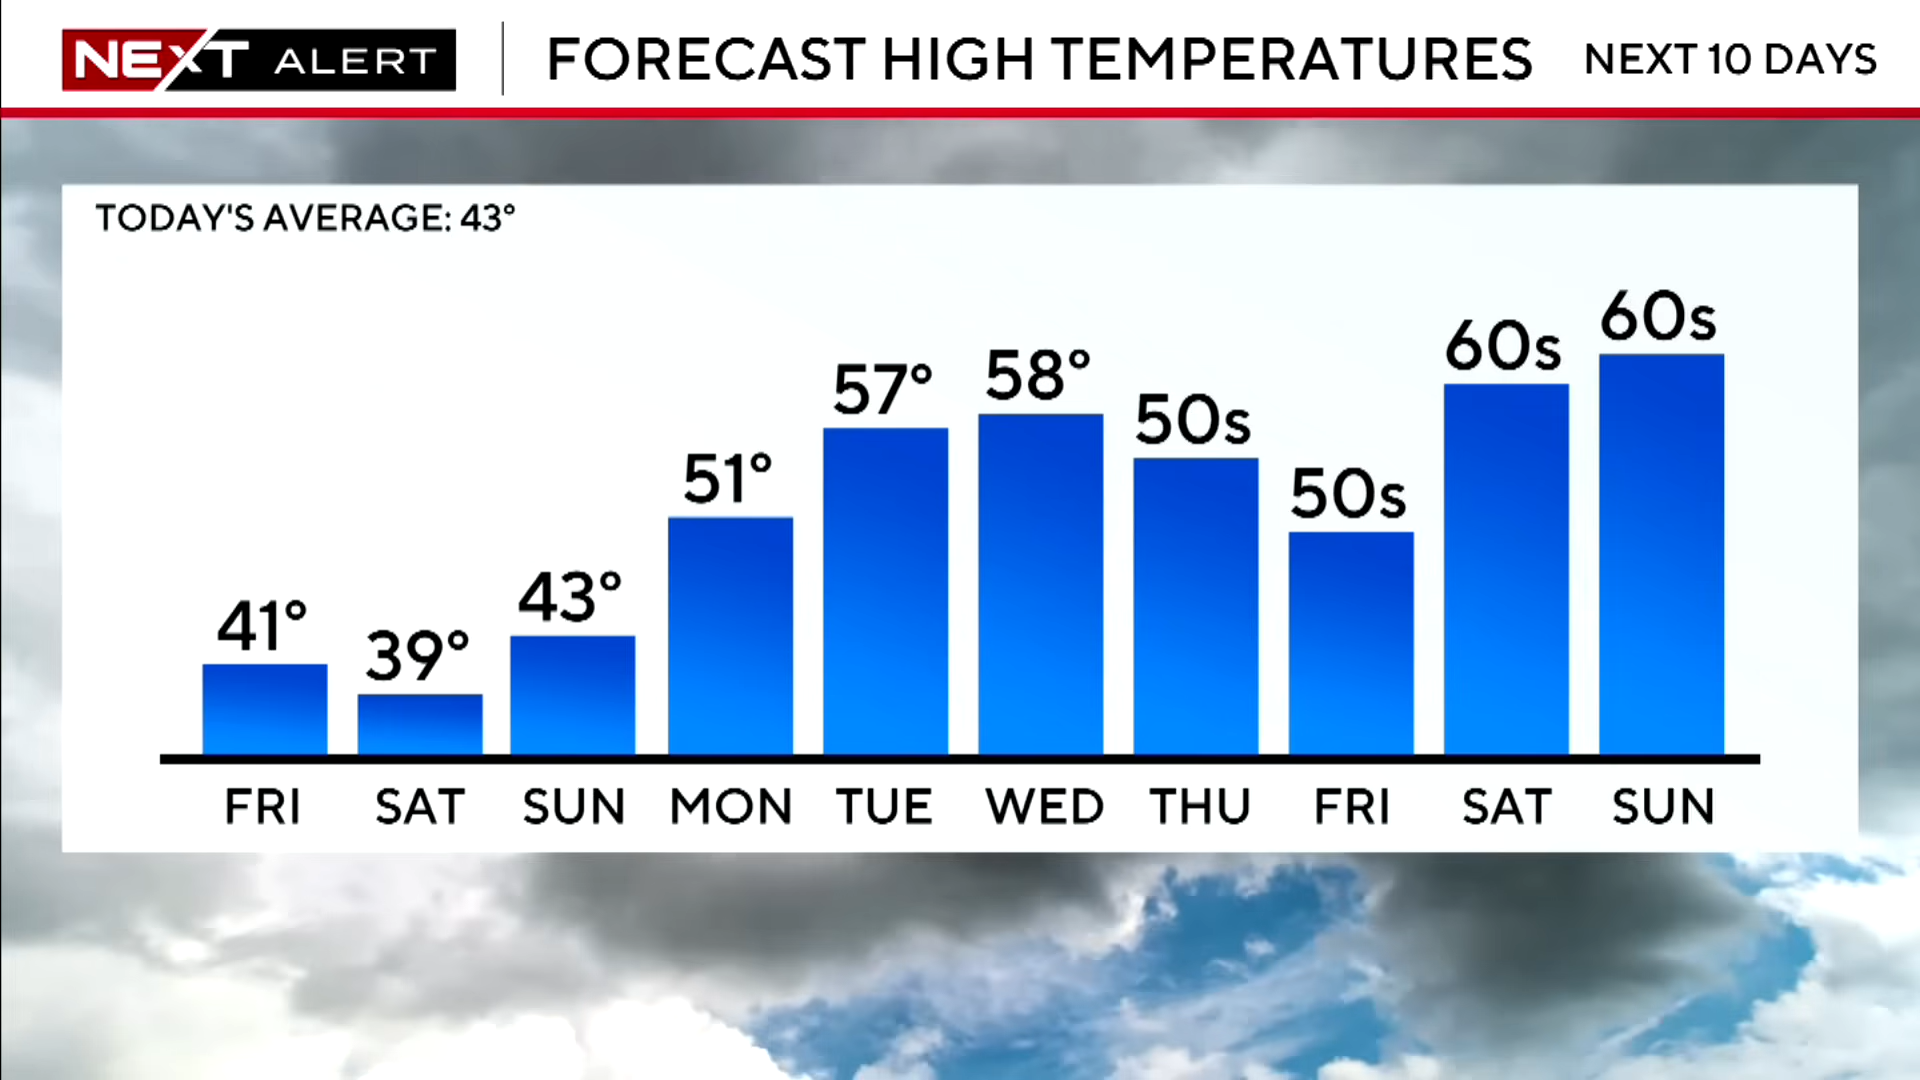 NEXT ALERT
FORECAST HIGH TEMPERATURES
NEXT 10 DAYS
TODAY'S AVERAGE: 43°
41° 39° 43° 51° 57° 58° 50s 50s 60s 60s
FRI SAT SUN MON TUE WED THU FRI SAT SUN